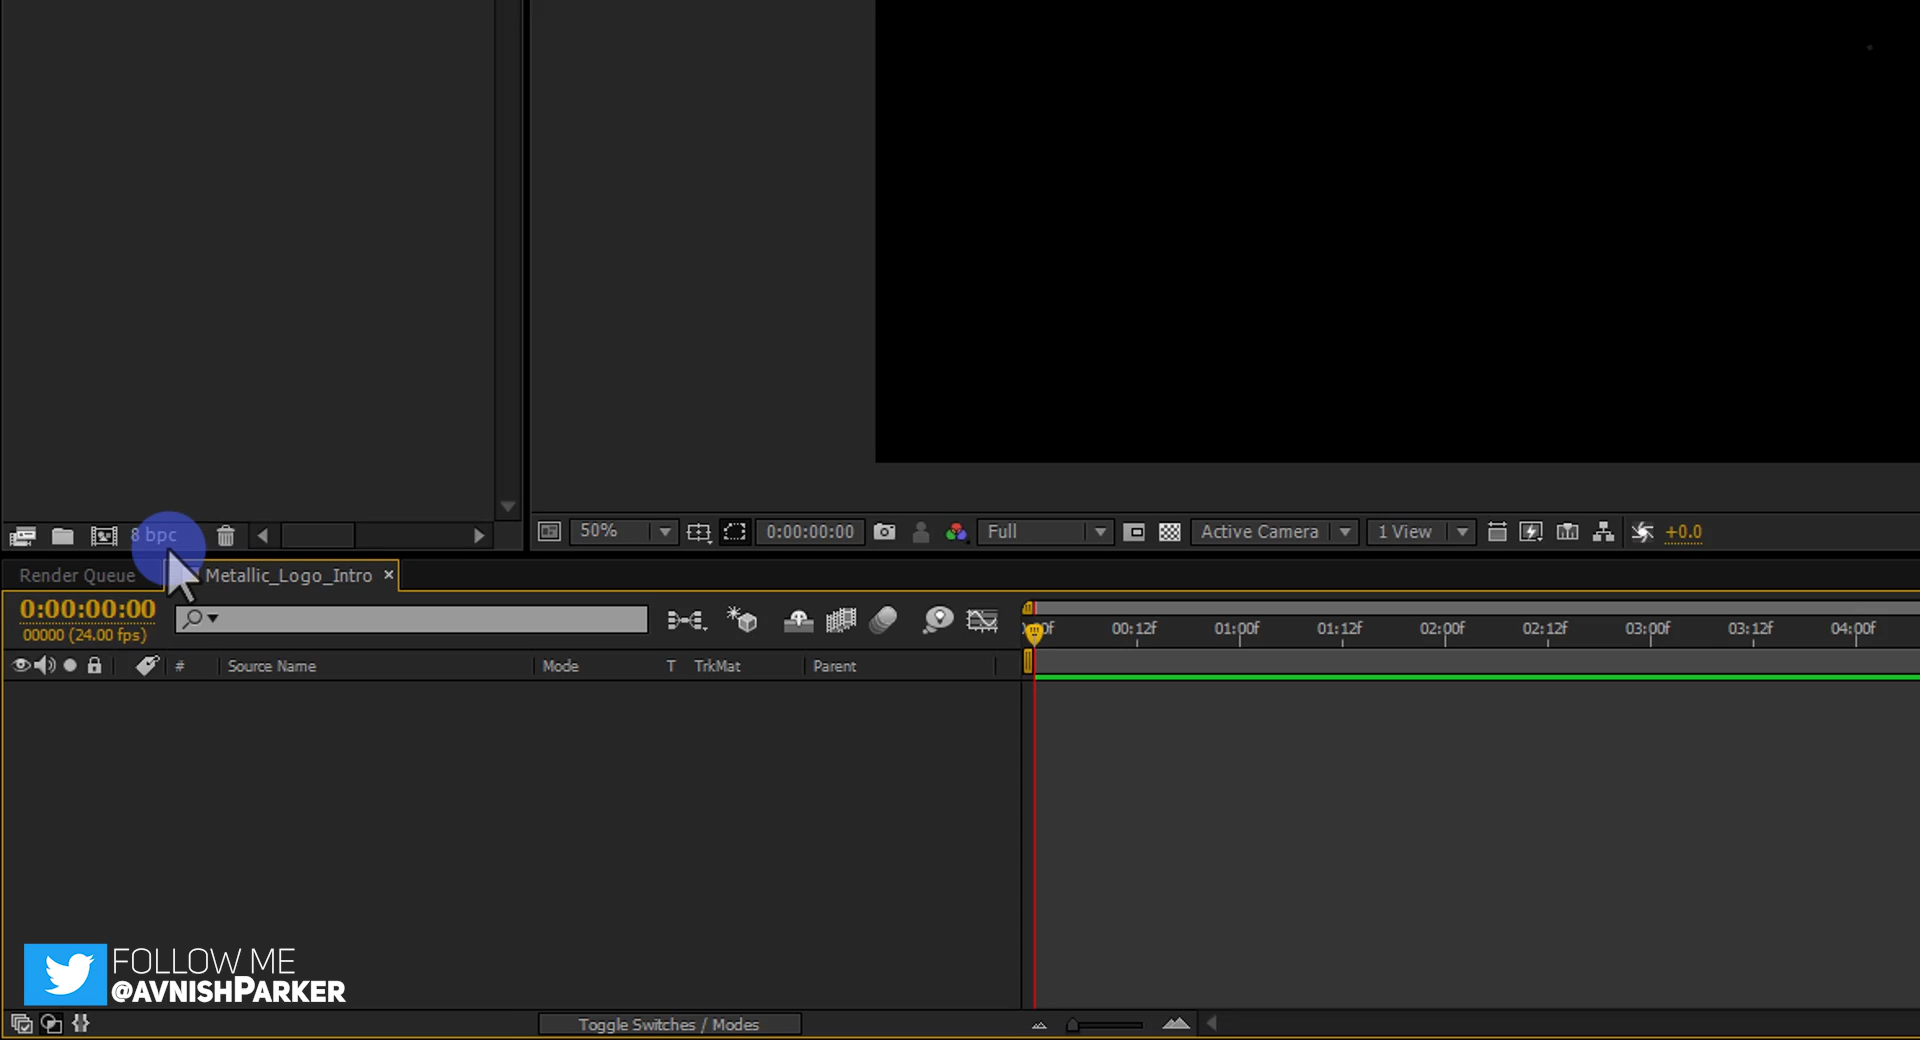 8 bpc
50%
0:00:00:00
Full
Active Camera
1 View
+0.0
Render Queue
Metallic_Logo_Intro ×
0:00:00:00
00000 (24.00 fps)
00:12f 01:00f 01:12f 02:00f 02:12f 03:00f 03:12f 04:00f
# Source Name Mode T TrkMat Parent
FOLLOW ME
@AVNISHPARKER
Toggle Switches / Modes